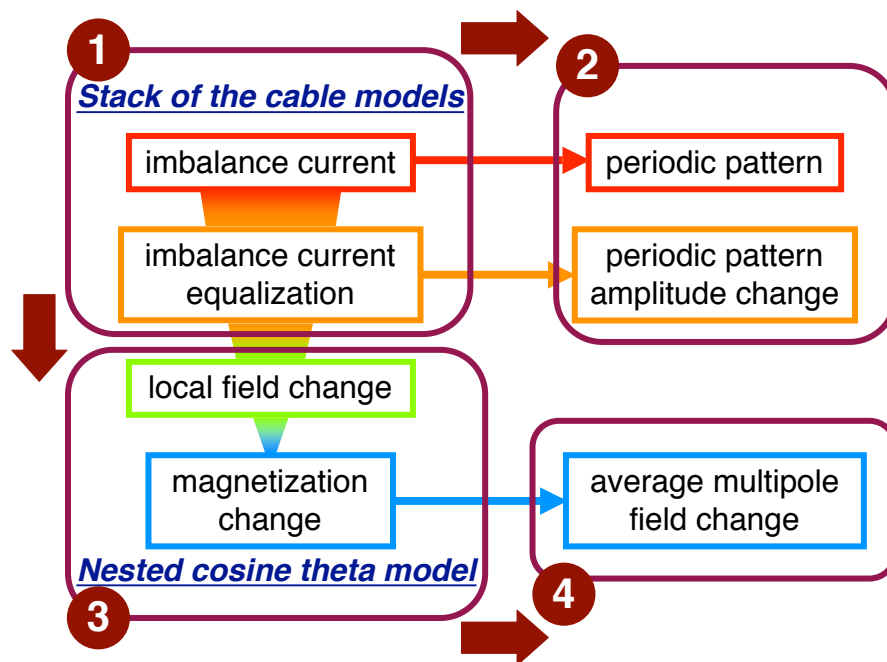 1
Stack of the cable models
imbalance current
imbalance current
equalization
2
periodic pattern
periodic pattern
amplitude change
local field change
magnetization
change
Nested cosine theta model
3
average multipole
field change
4